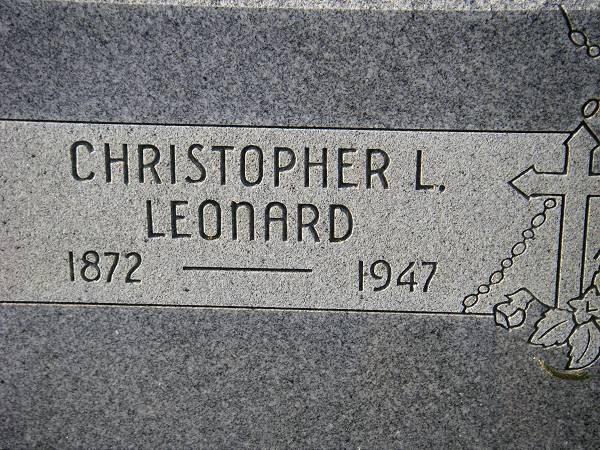 CHRISTOPHER L.
LEONARD
1872 — 1947